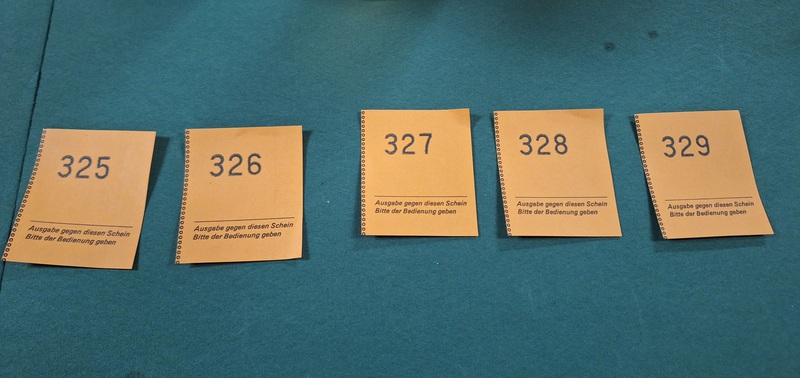 325
Ausgabe gegen diesen Schein
Bitte der Bedienung geben
326
Ausgabe gegen diesen Schein
Bitte der Bedienung geben
327
Ausgabe gegen diesen Schein
Bitte der Bedienung geben
328
Ausgabe gegen diesen Schein
Bitte der Bedienung geben
329
Ausgabe gegen diesen Schein
Bitte der Bedienung geben